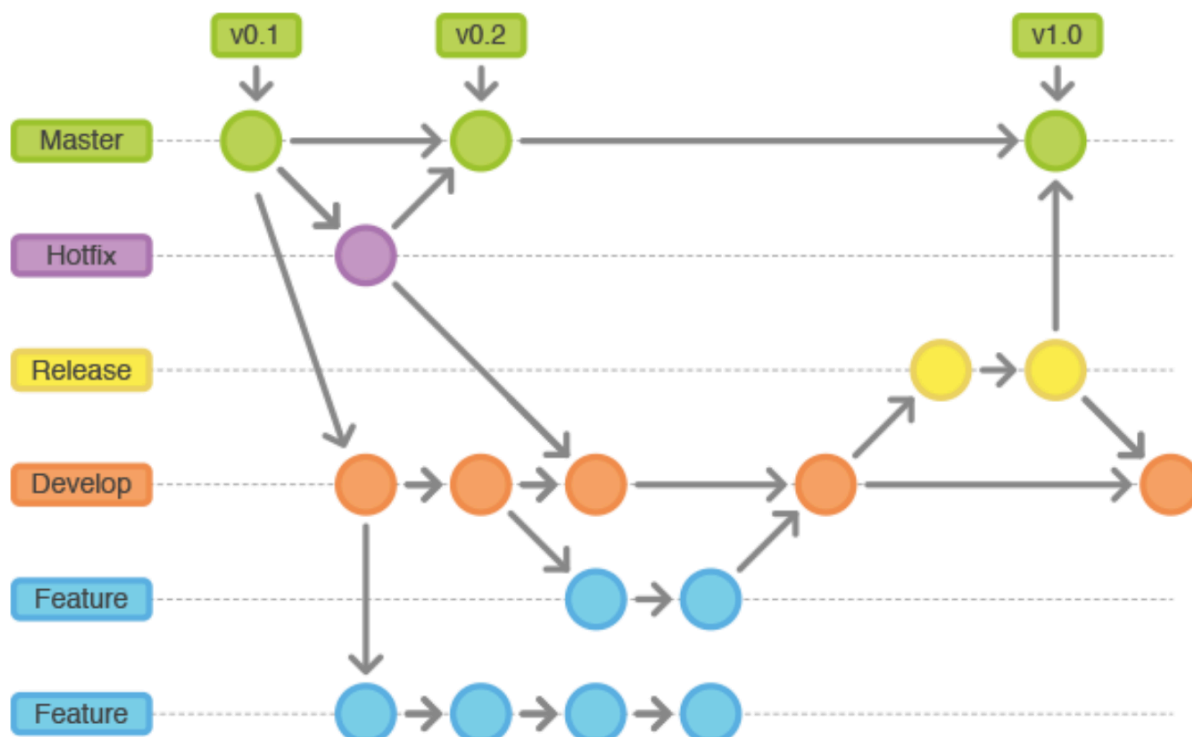 v0.1
v0.2
v1.0
Master
Hotfix
Release
Develop
Feature
Feature